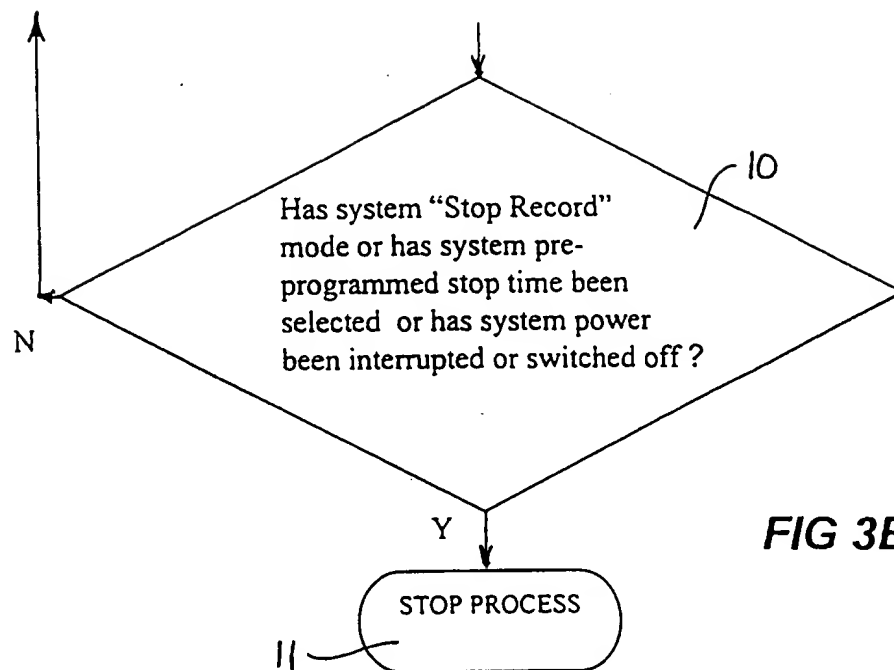 10
Has system “Stop Record”
mode or has system pre-
programmed stop time been
selected or has system power
been interrupted or switched off ?
N
Y
FIG 3B
STOP PROCESS
11